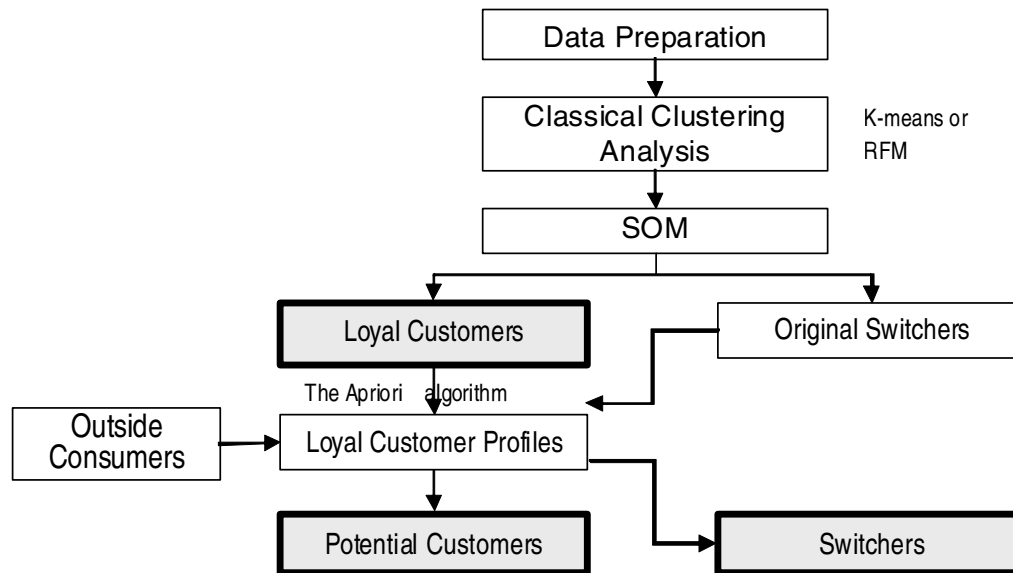 Data Preparation
Classical Clustering
Analysis
K-means or
RFM
SOM
Loyal Customers
Original Switchers
The Apriori algorithm
Outside
Consumers
Loyal Customer Profiles
Potential Customers
Switchers